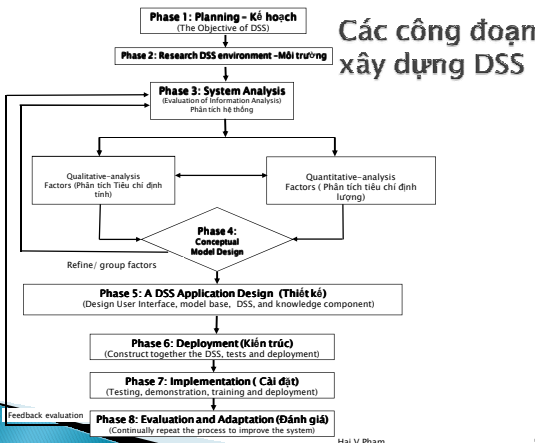 Các công đoạn
xây dựng DSS
Phase 1: Planning – Kế hoạch
(The Objective of DSS)
Phase 2: Research DSS environment –Môi trường
Phase 3: System Analysis
(Evaluation of Information Analysis)
Phân tích hệ thông
Qualitative-analysis
Factors (Phân tích Tiêu chí định
tính)
Quantitative-analysis
Factors ( Phân tích tiêu chí định
lượng)
Phase 4:
Conceptual
Model Design
Refine/ group factors
Phase 5: A DSS Application Design (Thiết kế)
(Design User Interface, model base, DSS, and knowledge component)
Phase 6: Deployment (Kiến trúc)
(Construct together the DSS, tests and deployment)
Phase 7: Implementation ( Cài đặt)
(Testing, demonstration, training and deployment)
Feedback evaluation
Phase 8: Evaluation and Adaptation (Đánh giá)
(Continually repeat the process to improve the system)
Hai V Pham